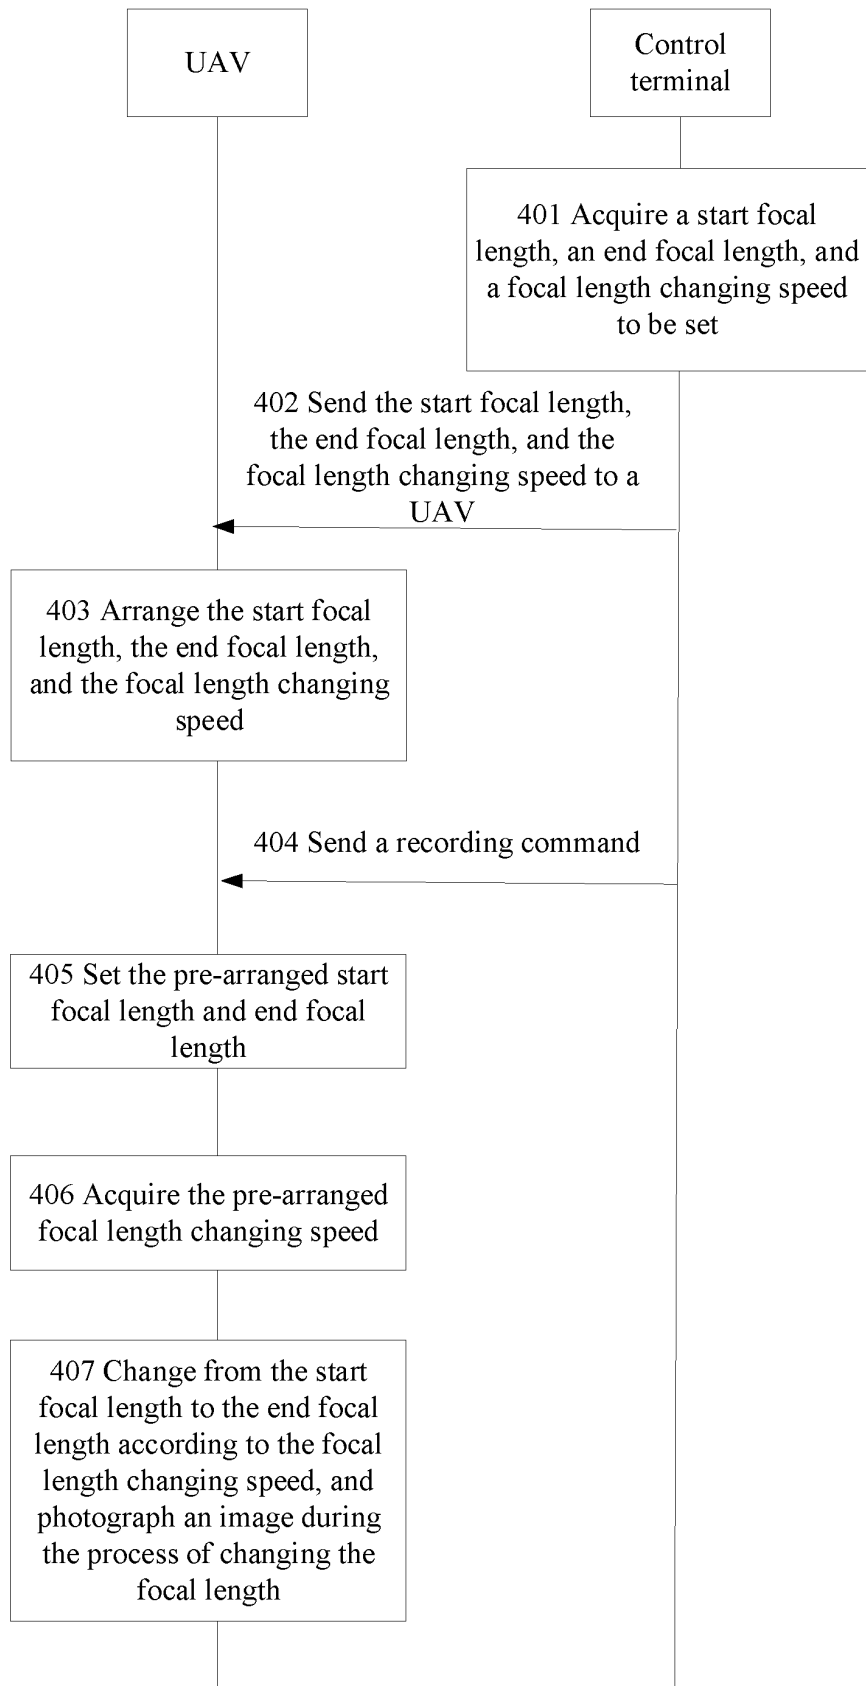 UAV
Control
terminal
401 Acquire a start focal
length, an end focal length, and
a focal length changing speed
to be set
402 Send the start focal length,
the end focal length, and the
focal length changing speed to a
UAV
403 Arrange the start focal
length, the end focal length,
and the focal length changing
speed
404 Send a recording command
405 Set the pre-arranged start
focal length and end focal
length
406 Acquire the pre-arranged
focal length changing speed
407 Change from the start
focal length to the end focal
length according to the focal
length changing speed, and
photograph an image during
the process of changing the
focal length